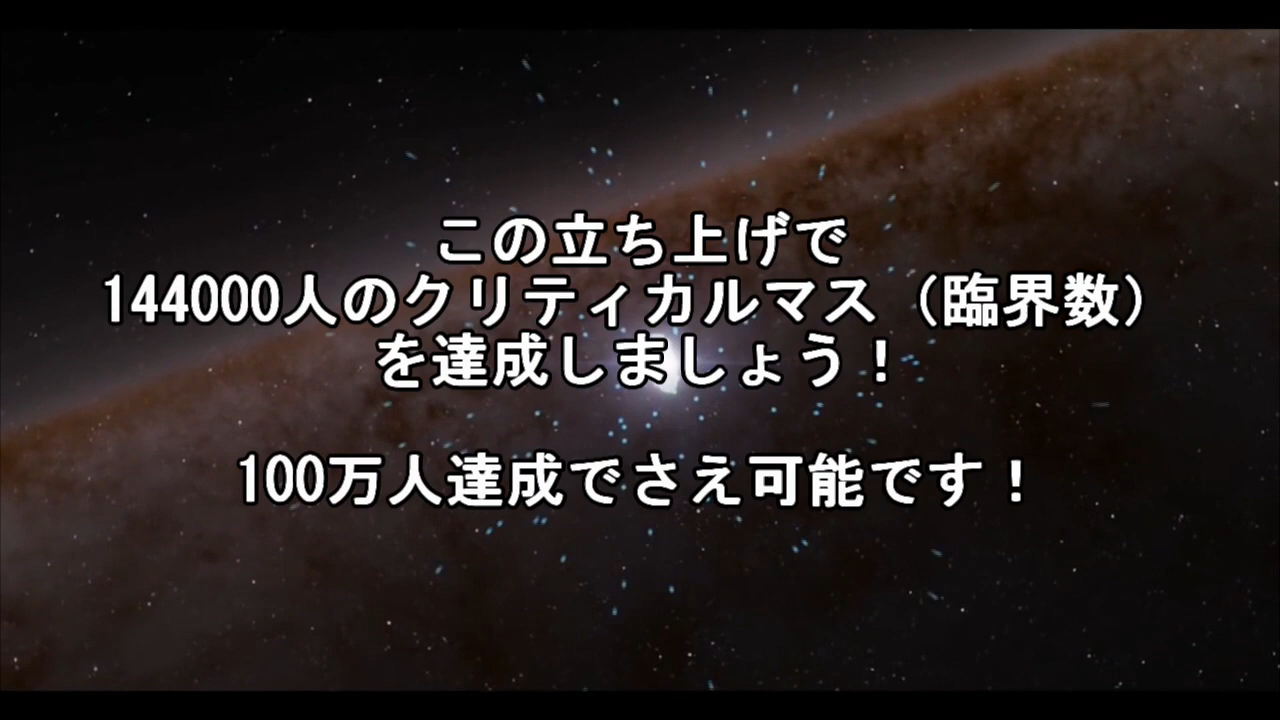 この立ち上げで
144000人のクリティカルマス（臨界数）
を達成しましょう！
100万人達成でさえ可能です！